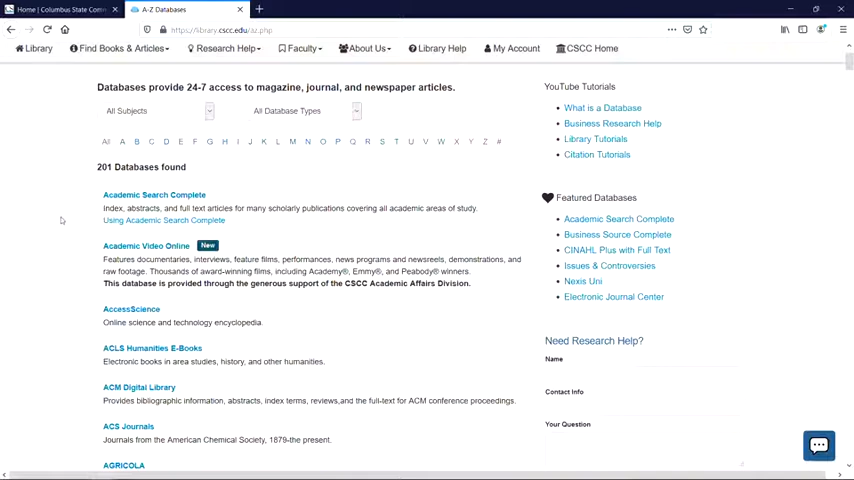 Home | Columbus State Com
A-Z Databases
https://library.cscc.edu/az.php
Library Find Books & Articles Research Help Faculty About Us Library Help My Account CSCC Home
Databases provide 24-7 access to magazine, journal, and newspaper articles.
All Subjects All Database Types
All A B C D E F G H I J K L M N O P Q R S T U V W X Y Z #
201 Databases found
Academic Search Complete
Index, abstracts, and full text articles for many scholarly publications covering all academic areas of study.
Using Academic Search Complete
Academic Video Online New
Features documentaries, interviews, feature films, performances, news programs and newsreels, demonstrations, and
raw footage. Thousands of award-winning films, including Academy®, Emmy®, and Peabody® winners.
This database is provided through the generous support of the CSCC Academic Affairs Division.
AccessScience
Online science and technology encyclopedia.
ACLS Humanities E-Books
Electronic books in area studies, history, and other humanities.
ACM Digital Library
Provides bibliographic information, abstracts, index terms, reviews,and the full-text for ACM conference proceedings.
ACS Journals
Journals from the American Chemical Society, 1879-the present.
AGRICOLA
YouTube Tutorials
What is a Database
Business Research Help
Library Tutorials
Citation Tutorials
Featured Databases
Academic Search Complete
Business Source Complete
CINAHL Plus with Full Text
Issues & Controversies
Nexis Uni
Electronic Journal Center
Need Research Help?
Name
Contact Info
Your Question